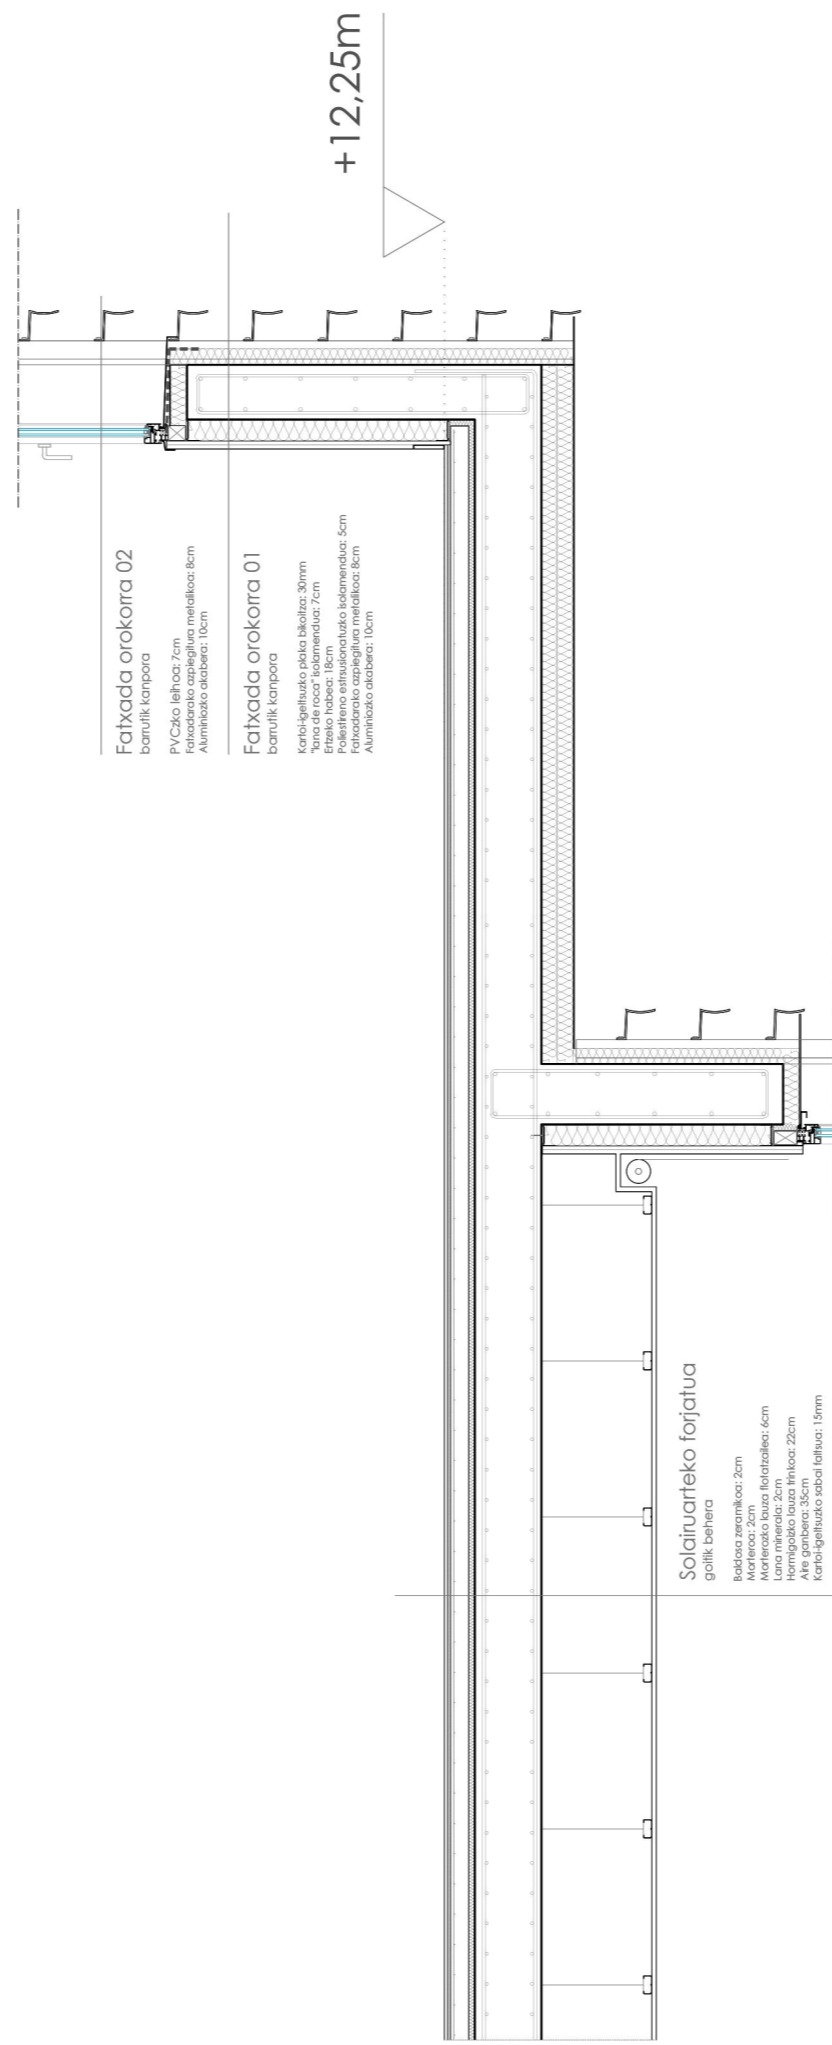 +12,25m
Fatxada orokorra 02
barrutik kanpora
PVCzko leihoa: 7cm
Fatxadarako azpiegitura metalikoa: 8cm
Aluminiozko akabera: 10cm
Fatxada orokorra 01
barrutik kanpora
Kartoi-igeltsuzko plaka bikoitza: 30mm
"lana de roca" isolamendua: 7cm
Ertzeko habea: 18cm
Poliestireno estrusionatuzko isolamendua: 5cm
Fatxadarako azpiegitura metalikoa: 8cm
Aluminiozko akabera: 10cm
Solairuarteko forjatua
goitik behera
Baldosa zeramikoa: 2cm
Morteroa: 2cm
Morterozko lauza flotatzailea: 6cm
Lana minerala: 2cm
Hormigoizko lauza trinkoa: 22cm
Aire ganbera: 35cm
Kartoi-igeltsuzko sabai faltsua: 15mm